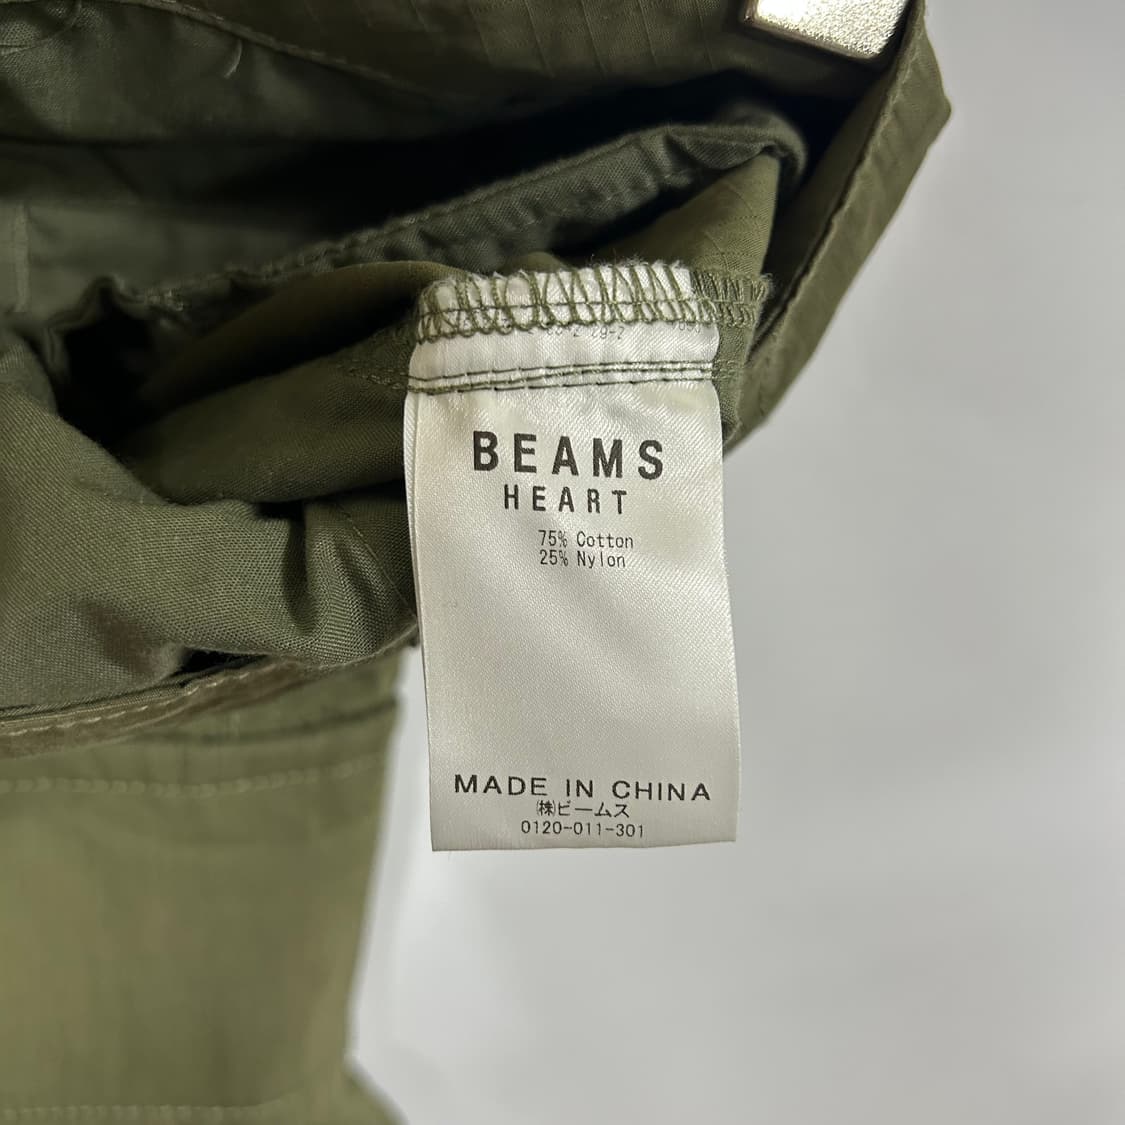 BEAMS
HEART
75% Cotton
25% Nylon
MADE IN CHINA
㈱ビームス
0120-011-301